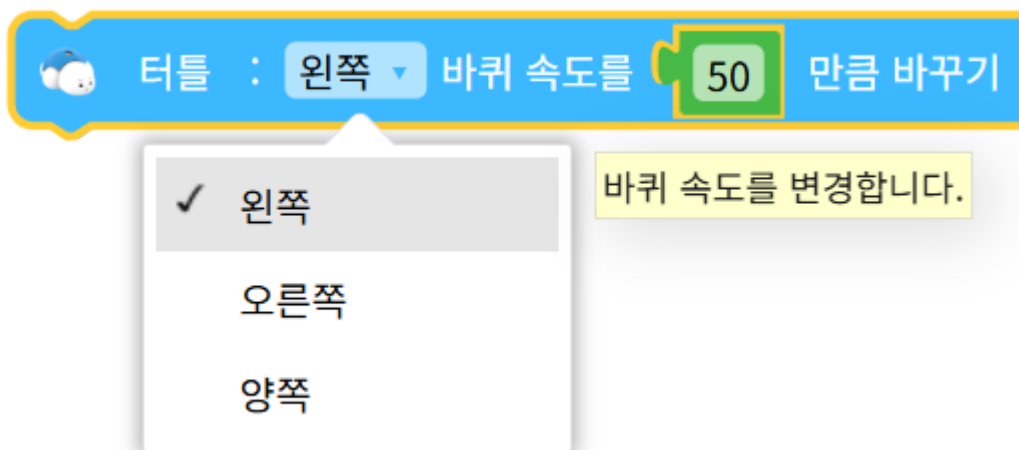 터틀 : 왼쪽 ▼ 바퀴 속도를 50 만큼 바꾸기
✓ 왼쪽
바퀴 속도를 변경합니다.
오른쪽
양쪽